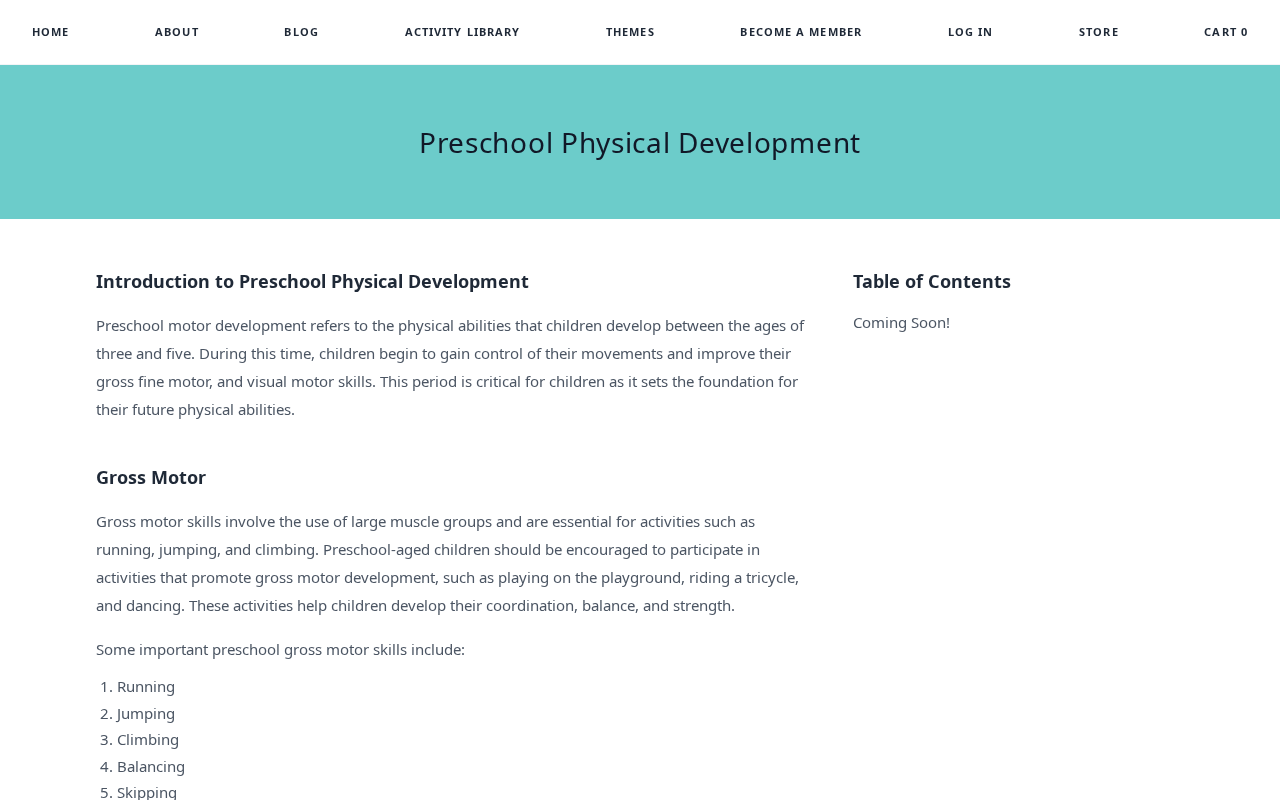 HOME ABOUT BLOG ACTIVITY LIBRARY THEMES BECOME A MEMBER LOG IN STORE CART 0
Preschool Physical Development
Introduction to Preschool Physical Development
Preschool motor development refers to the physical abilities that children develop between the ages of
three and five. During this time, children begin to gain control of their movements and improve their
gross fine motor, and visual motor skills. This period is critical for children as it sets the foundation for
their future physical abilities.
Gross Motor
Gross motor skills involve the use of large muscle groups and are essential for activities such as
running, jumping, and climbing. Preschool-aged children should be encouraged to participate in
activities that promote gross motor development, such as playing on the playground, riding a tricycle,
and dancing. These activities help children develop their coordination, balance, and strength.
Some important preschool gross motor skills include:
1. Running
2. Jumping
3. Climbing
4. Balancing
5. Skipping
Table of Contents
Coming Soon!